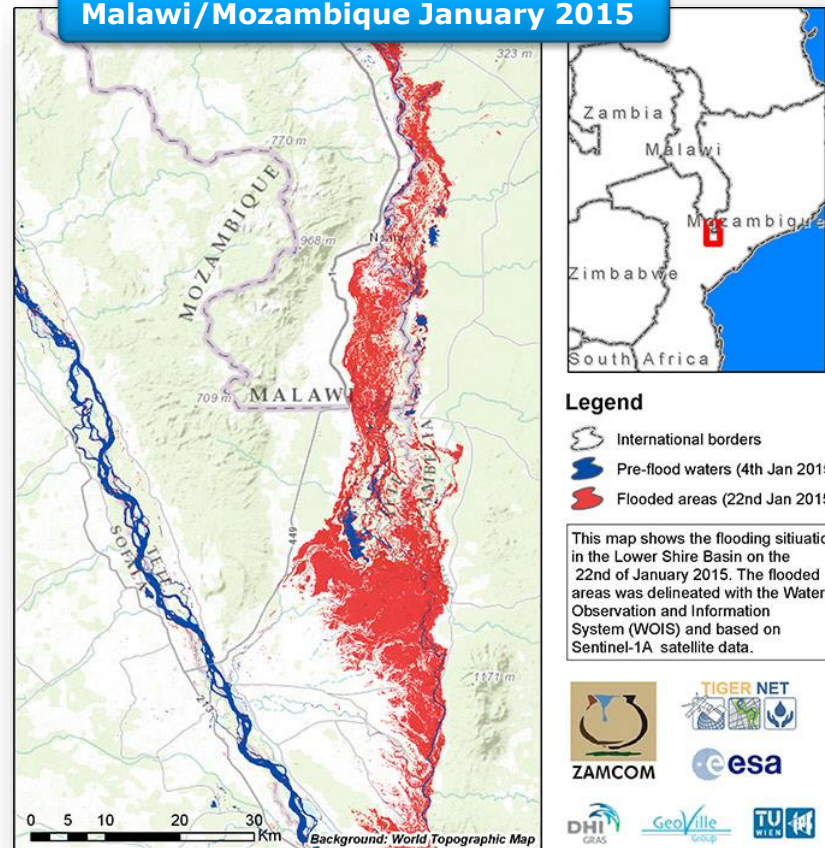 Malawi/Mozambique January 2015
323 m
770 m
MOZAMBIQUE
968 m
709 m
MALAWI
TETE
SOFALA
449
1171 m
0 5 10 20 30
Km
Background: World Topographic Map
Zambia
Malawi
Mozambique
Zimbabwe
South Africa
Legend
International borders
Pre-flood waters (4th Jan 2015
Flooded areas (22nd Jan 2015
This map shows the flooding sitiuatio
in the Lower Shire Basin on the
22nd of January 2015. The flooded
areas was delineated with the Water
Observation and Information
System (WOIS) and based on
Sentinel-1A satellite data.
ZAMCOM
TIGER NET
esa
DHI
GRAS
GeoVille
Group
TU
WIEN
ipf